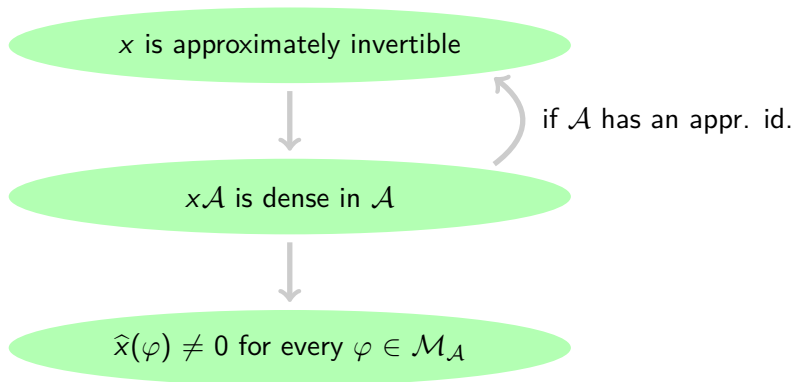 x is approximately invertible
if 𝒜 has an appr. id.
x𝒜 is dense in 𝒜
x̂(φ) ≠ 0 for every φ ∈ ℳ_𝒜